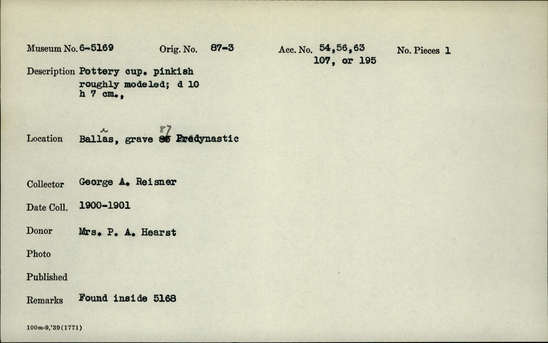 Museum No. 6-5169 Orig. No. 87-3 Acc. No. 54,56,63 No. Pieces 1
107, or 195
Description Pottery cup. pinkish
roughly modeled; d 10
h 7 cm.,
Location Ballâs, grave 87 Predynastic
Collector George A. Reisner
Date Coll. 1900-1901
Donor Mrs. P. A. Hearst
Photo
Published
Remarks Found inside 5168
100m-9,'39(1771)